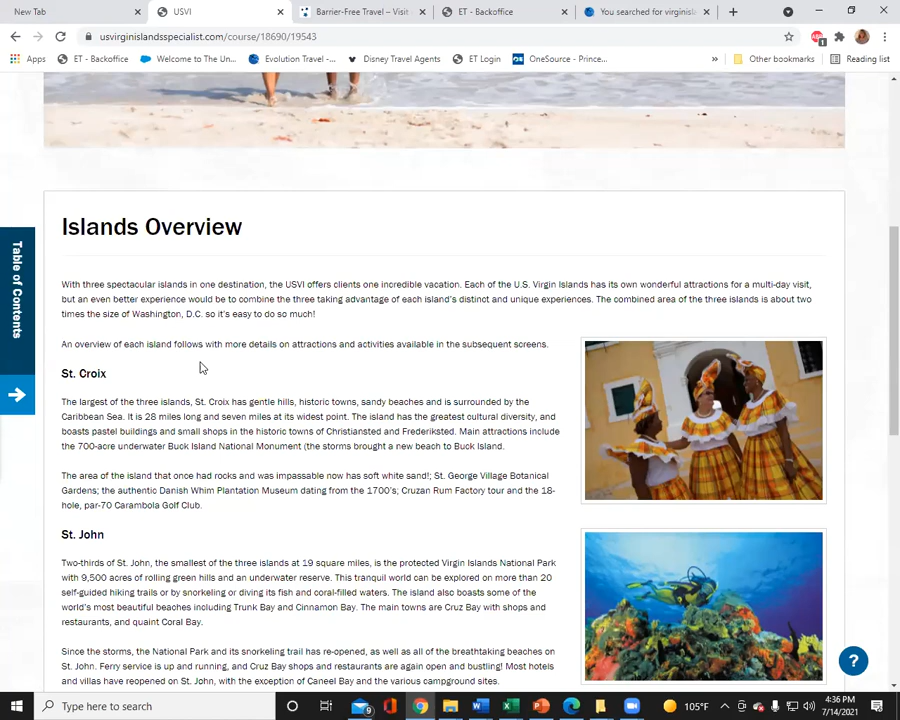 New Tab
USVI
Barrier-Free Travel – Visit
ET - Backoffice
You searched for virginisl
usvirginislandsspecialist.com/course/18690/19543
Apps
ET - Backoffice
Welcome to The Un...
Evolution Travel -...
Disney Travel Agents
ET Login
OneSource - Prince...
»
Other bookmarks
Reading list
Table of Contents
Islands Overview
With three spectacular islands in one destination, the USVI offers clients one incredible vacation. Each of the U.S. Virgin Islands has its own wonderful attractions for a multi-day visit,
but an even better experience would be to combine the three taking advantage of each island's distinct and unique experiences. The combined area of the three islands is about two
times the size of Washington, D.C. so it's easy to do so much!
An overview of each island follows with more details on attractions and activities available in the subsequent screens.
St. Croix
The largest of the three islands, St. Croix has gentle hills, historic towns, sandy beaches and is surrounded by the
Caribbean Sea. It is 28 miles long and seven miles at its widest point. The island has the greatest cultural diversity, and
boasts pastel buildings and small shops in the historic towns of Christiansted and Frederiksted. Main attractions include
the 700-acre underwater Buck Island National Monument (the storms brought a new beach to Buck Island.
The area of the island that once had rocks and was impassable now has soft white sand!; St. George Village Botanical
Gardens; the authentic Danish Whim Plantation Museum dating from the 1700's; Cruzan Rum Factory tour and the 18-
hole, par-70 Carambola Golf Club.
St. John
Two-thirds of St. John, the smallest of the three islands at 19 square miles, is the protected Virgin Islands National Park
with 9,500 acres of rolling green hills and an underwater reserve. This tranquil world can be explored on more than 20
self-guided hiking trails or by snorkeling or diving its fish and coral-filled waters. The island also boasts some of the
world's most beautiful beaches including Trunk Bay and Cinnamon Bay. The main towns are Cruz Bay with shops and
restaurants, and quaint Coral Bay.
Since the storms, the National Park and its snorkeling trail has re-opened, as well as all of the breathtaking beaches on
St. John. Ferry service is up and running, and Cruz Bay shops and restaurants are again open and bustling! Most hotels
and villas have reopened on St. John, with the exception of Caneel Bay and the various campground sites.
?
Type here to search
9
105°F
4:36 PM
7/14/2021